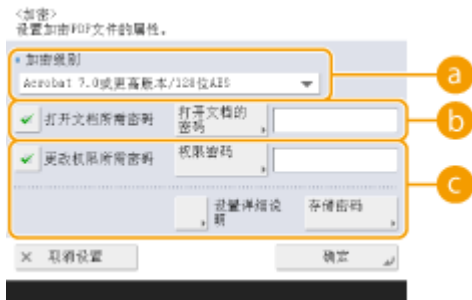 <加密>
设置加密PDF文件的属性。
加密级别
Acrobat 7.0或更高版本/128位AES
a
打开文档所需密码
打开文档的
密码
b
更改权限所需密码
权限密码
c
设置详细说
明
存储密码
× 取消设置
确定